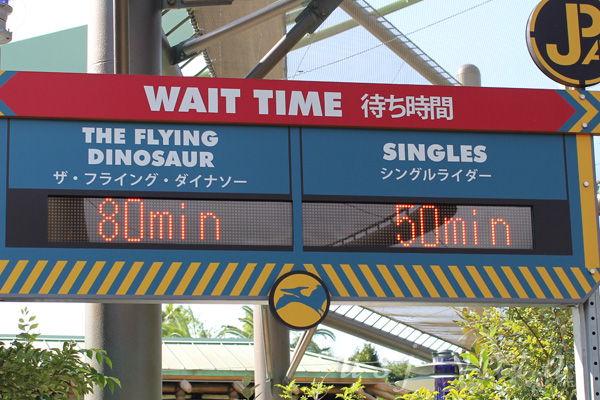 JPA
WAIT TIME 待ち時間
THE FLYING
DINOSAUR
ザ・フライング・ダイナソー
80min
SINGLES
シングルライダー
50min